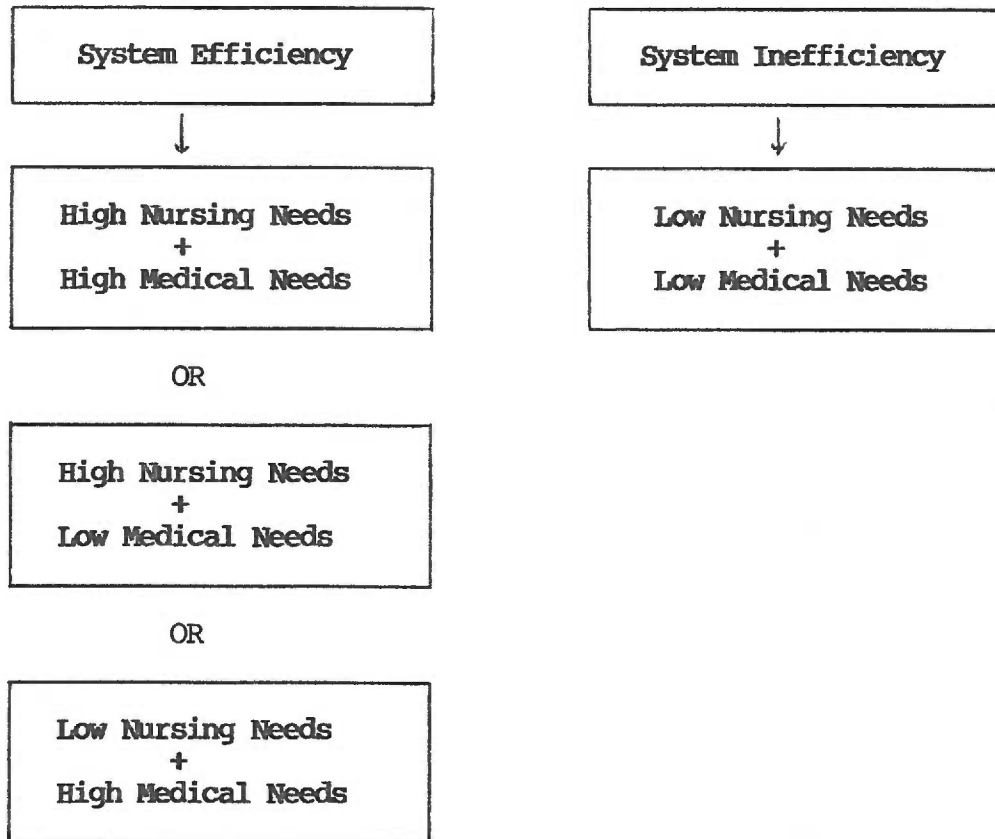 System Efficiency
↓
High Nursing Needs
+
High Medical Needs
OR
High Nursing Needs
+
Low Medical Needs
OR
Low Nursing Needs
+
High Medical Needs
System Inefficiency
↓
Low Nursing Needs
+
Low Medical Needs